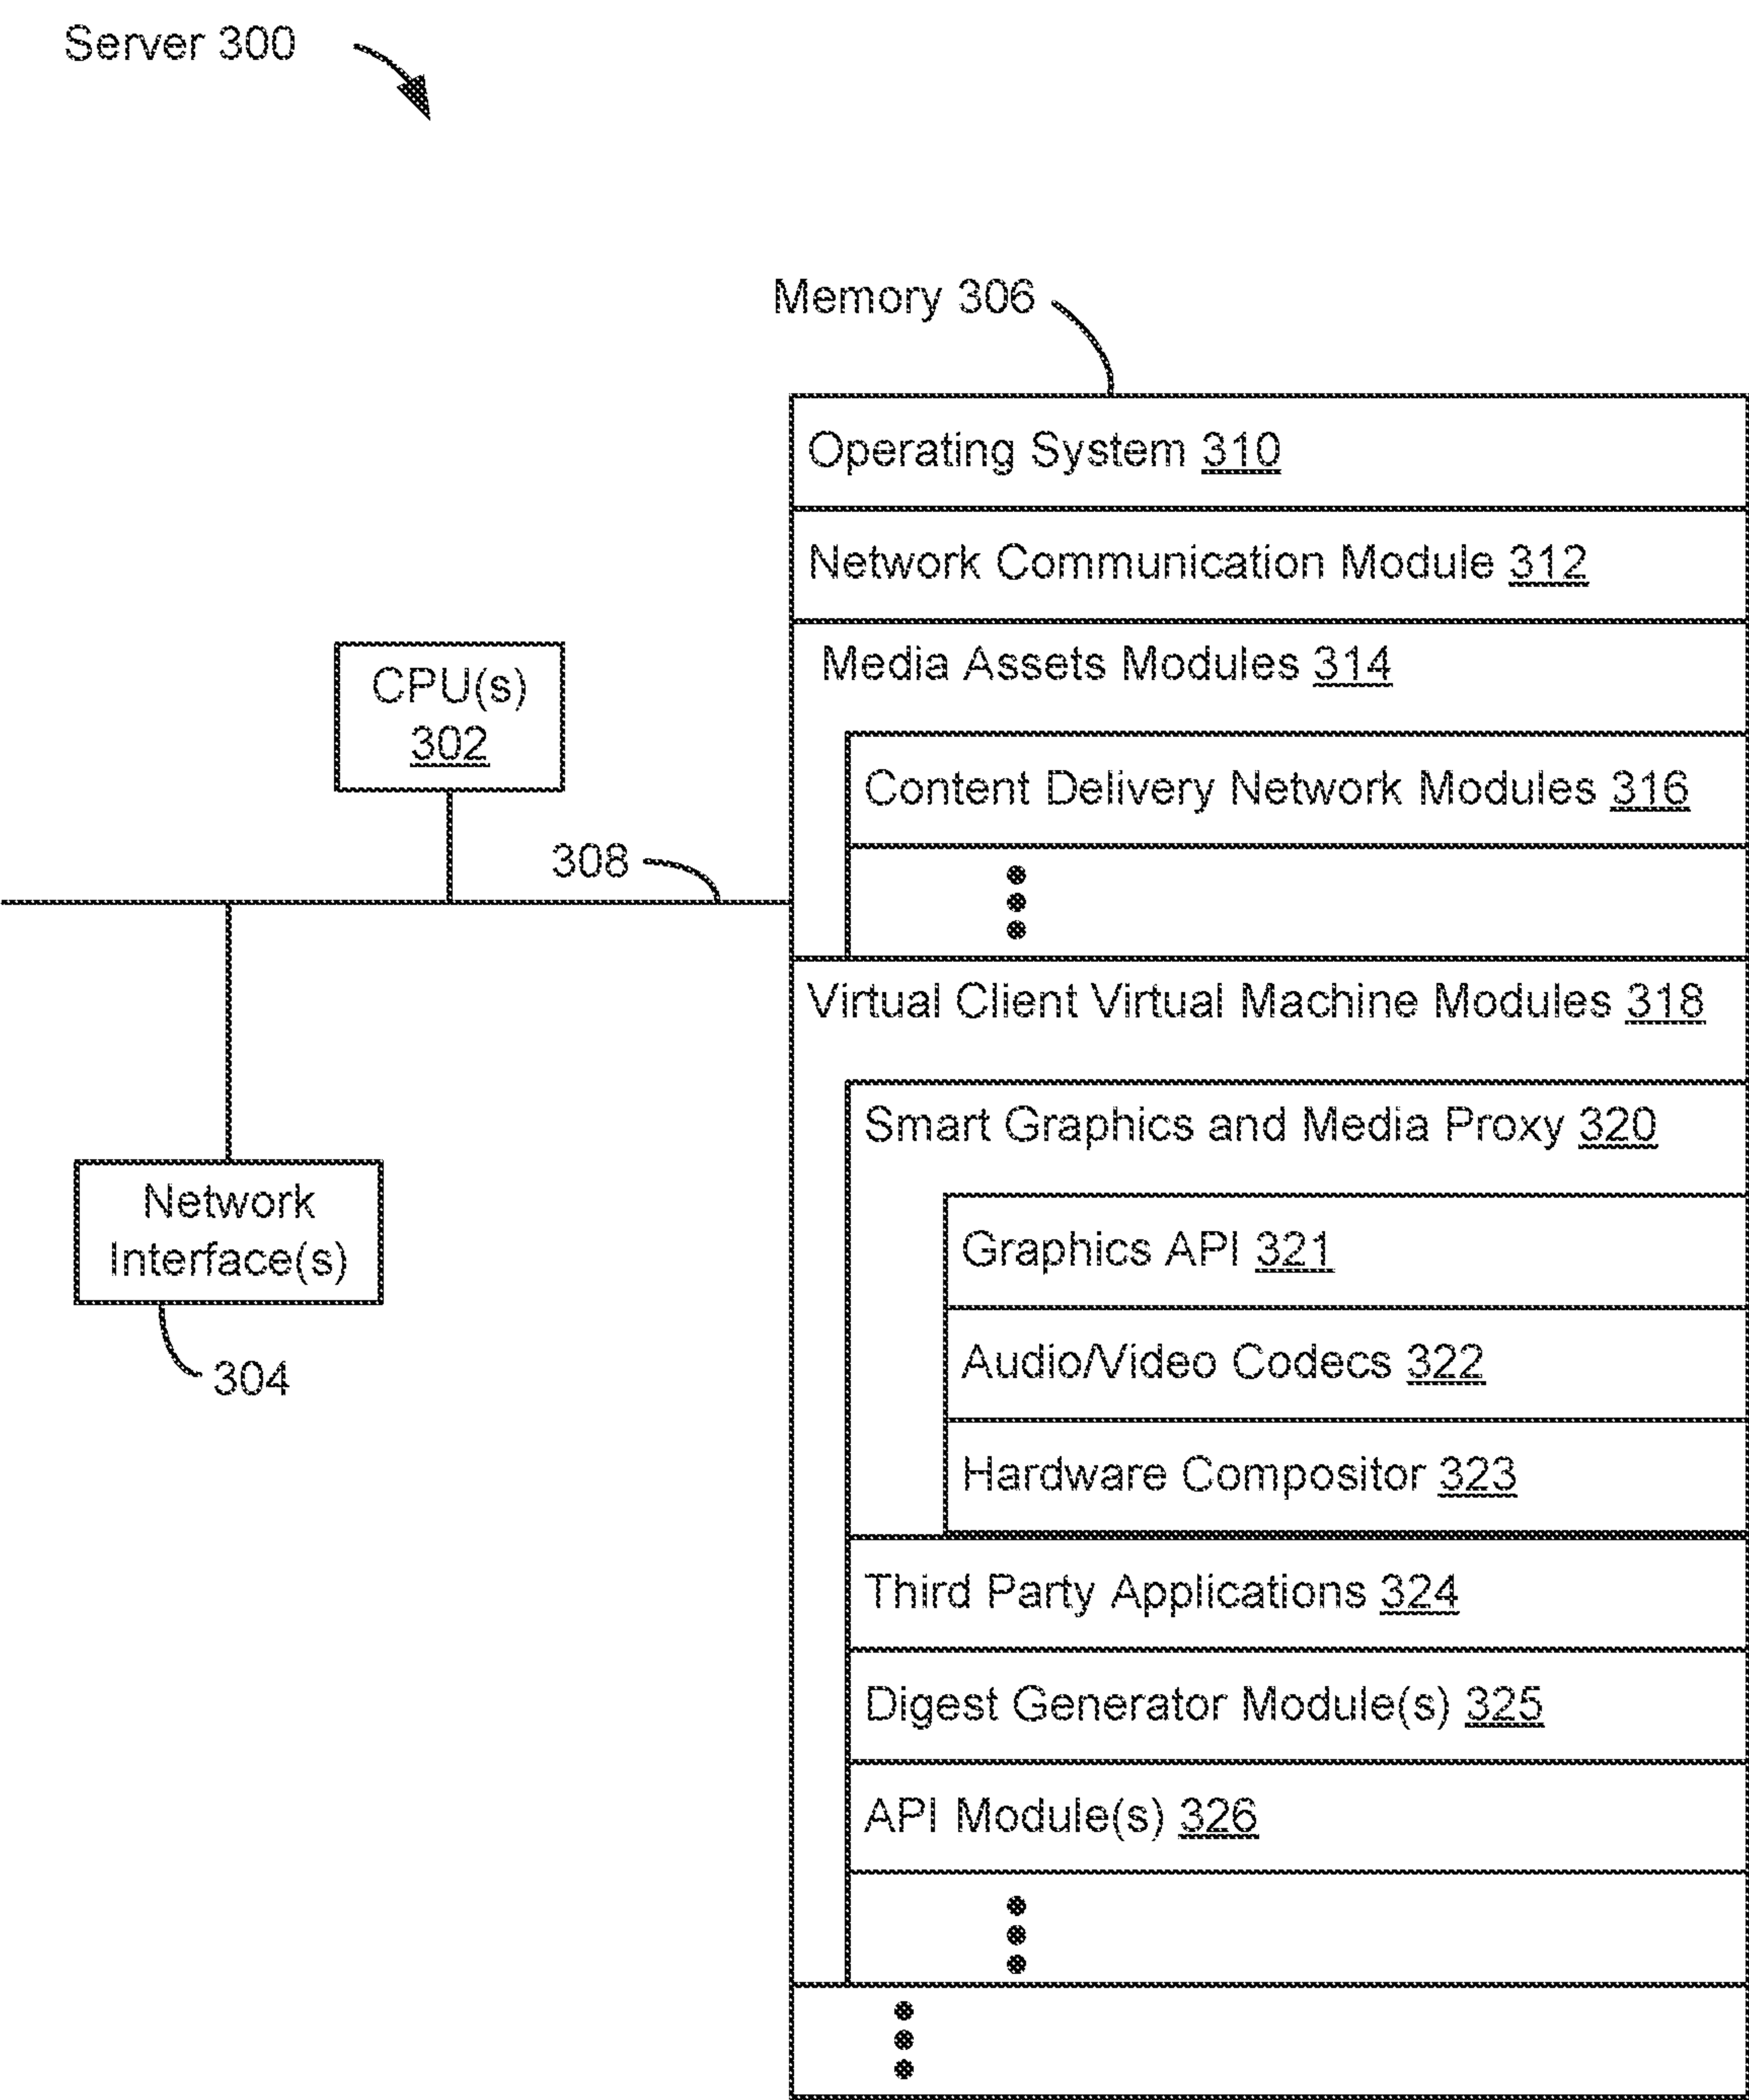 Server 300
Memory 306
Operating System 310
Network Communication Module 312
Media Assets Modules 314
CPU(s)
302
Content Delivery Network Modules 316
308
Virtual Client Virtual Machine Modules 318
Smart Graphics and Media Proxy 320
Network
Interface(s)
304
Graphics API 321
Audio/Video Codecs 322
Hardware Compositor 323
Third Party Applications 324
Digest Generator Module(s) 325
API Module(s) 326